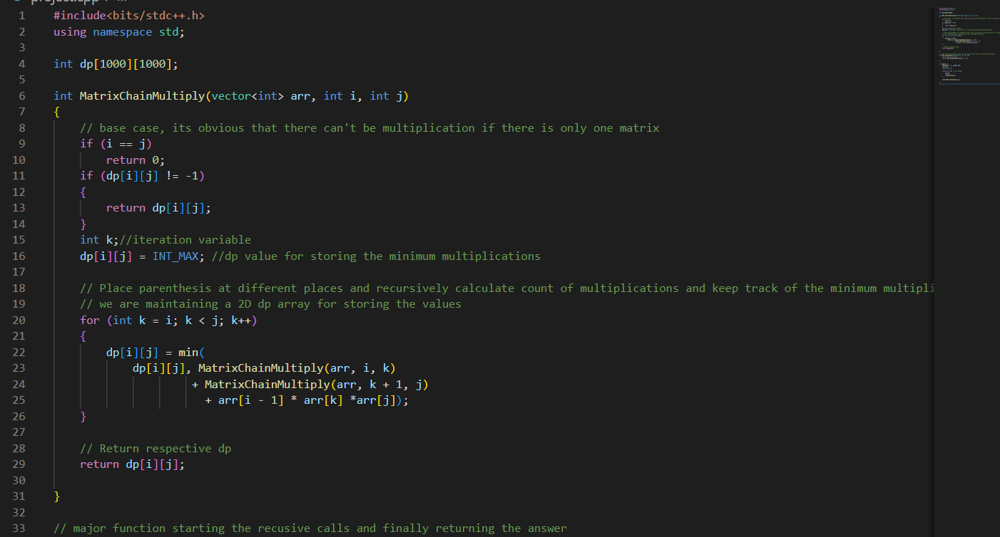 #include<bits/stdc++.h>
using namespace std;
int dp[1000][1000];
int MatrixChainMultiply(vector<int> arr, int i, int j)
{
// base case, its obvious that there can't be multiplication if there is only one matrix
if (i == j)
return 0;
if (dp[i][j] != -1)
{
return dp[i][j];
}
int k;//iteration variable
dp[i][j] = INT_MAX; //dp value for storing the minimum multiplications
// Place parenthesis at different places and recursively calculate count of multiplications and keep track of the minimum multipli
// we are maintaining a 2D dp array for storing the values
for (int k = i; k < j; k++)
{
dp[i][j] = min(
dp[i][j], MatrixChainMultiply(arr, i, k)
+ MatrixChainMultiply(arr, k + 1, j)
+ arr[i - 1] * arr[k] *arr[j]);
}
// Return respective dp
return dp[i][j];
}
// major function starting the recusive calls and finally returning the answer